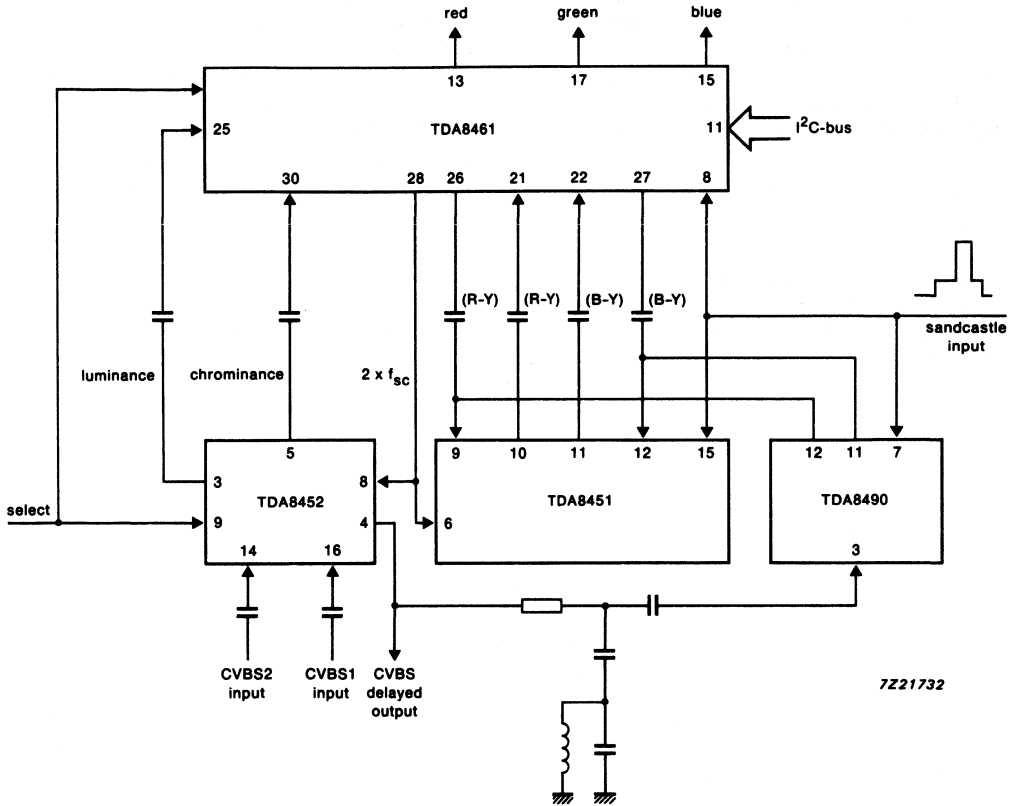 red green blue
13 17 15
25 TDA8461 11 I²C-bus
30 28 26 21 22 27 8
(R-Y) (R-Y) (B-Y) (B-Y)
sandcastle
input
luminance chrominance 2 x fsc
5 9 10 11 12 15 12 11 7
3 8
TDA8452 TDA8451 TDA8490
select
9 4 6
14 16 3
CVBS2
input
CVBS1
input
CVBS
delayed
output
7Z21732